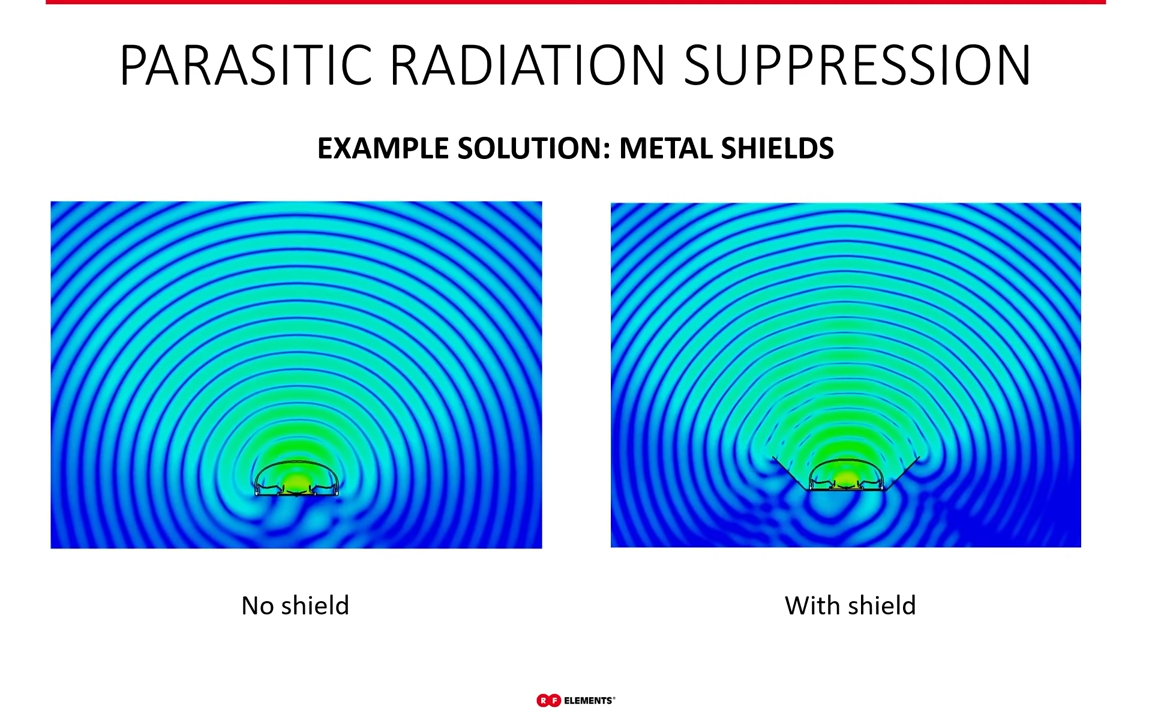 PARASITIC RADIATION SUPPRESSION
EXAMPLE SOLUTION: METAL SHIELDS
No shield
With shield
RF ELEMENTS®